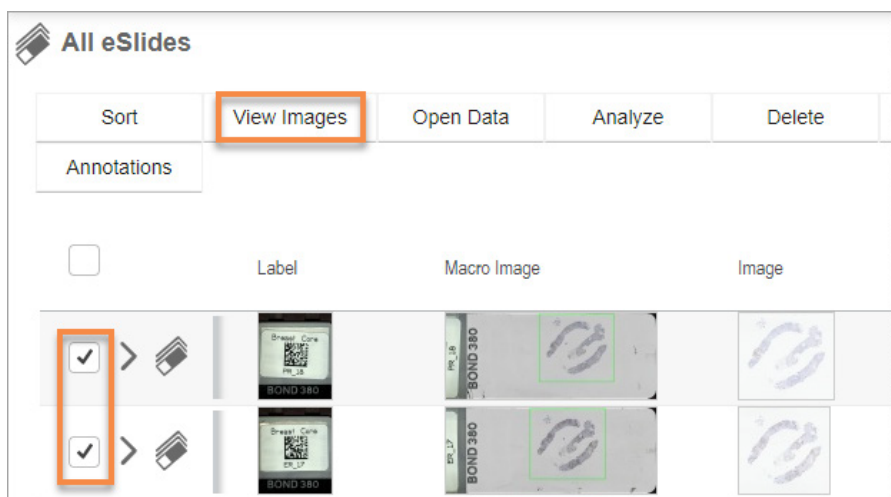 All eSlides
Sort View Images Open Data Analyze Delete
Annotations
Label Macro Image Image
Breast Core
PR_18
BOND 380
PR_18
BOND 380
Breast Core
ER_17
BOND 380
ER_17
BOND 380